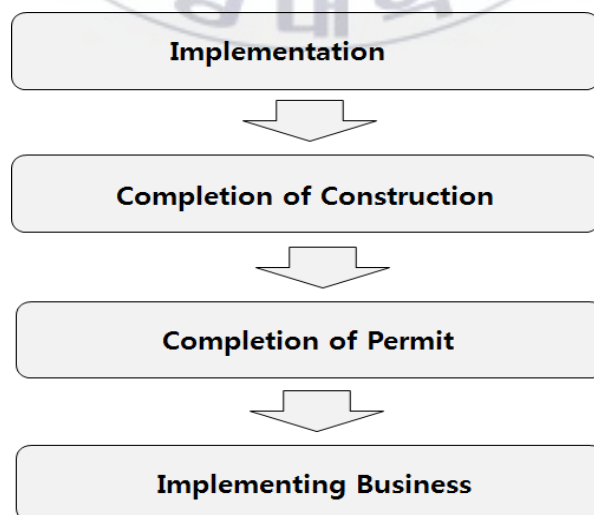 Implementation
Completion of Construction
Completion of Permit
Implementing Business